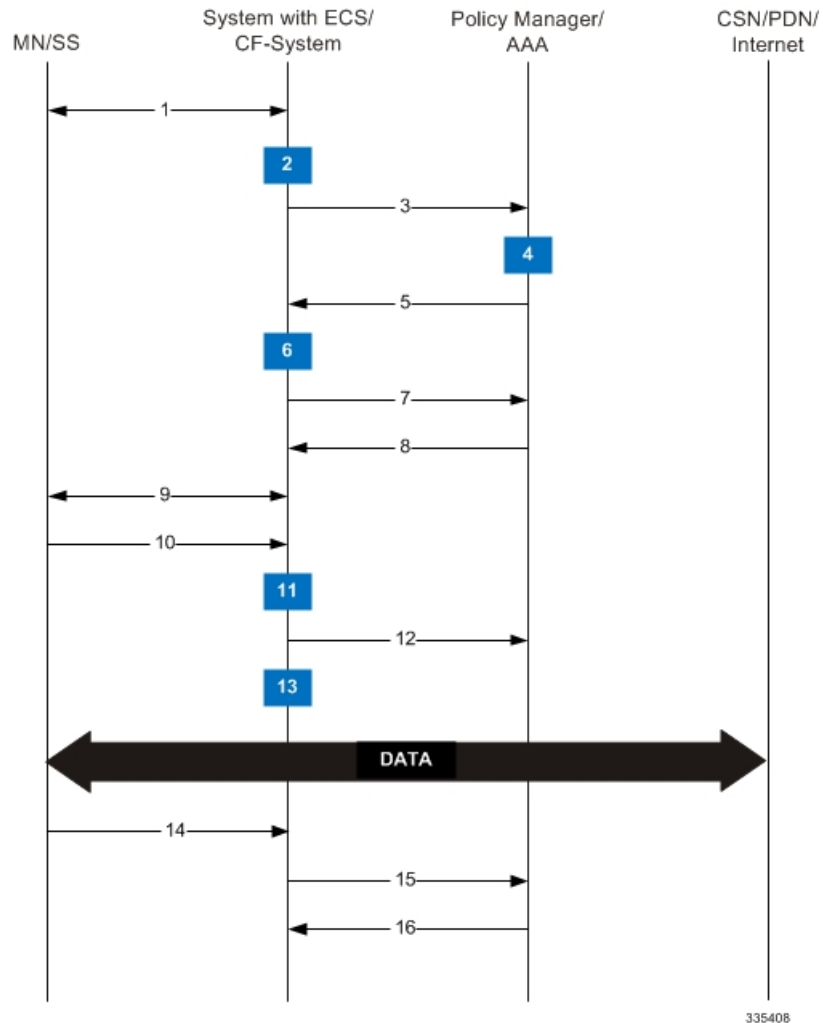 MN/SS
System with ECS/
CF-System
Policy Manager/
AAA
CSN/PDN/
Internet
1
2
3
4
5
6
7
8
9
10
11
12
13
DATA
14
15
16
335408